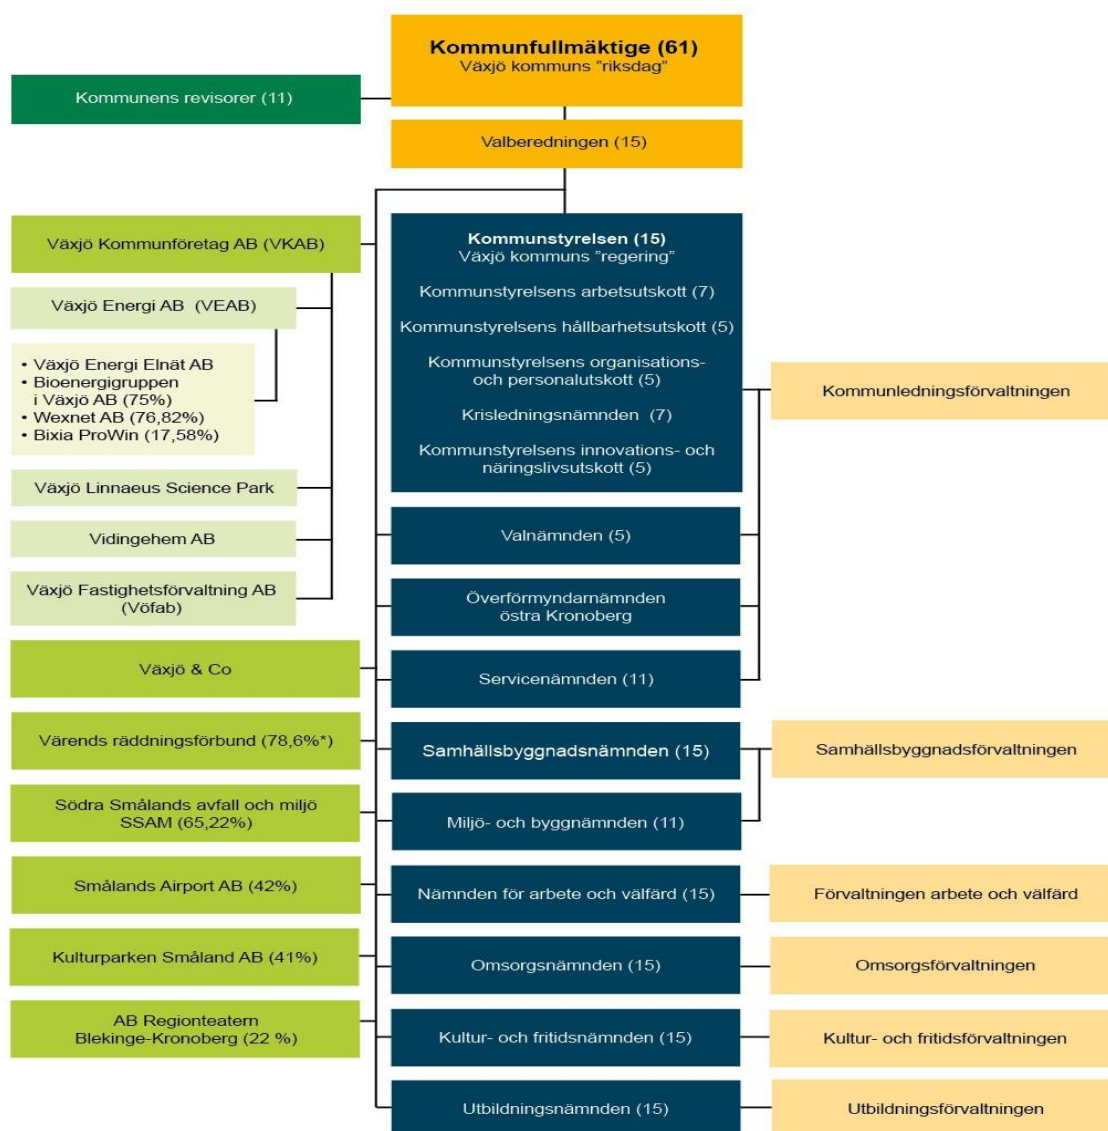 Kommunfullmäktige (61)
Växjö kommuns ”riksdag”
Kommunens revisorer (11)
Valberedningen (15)
Växjö Kommunföretag AB (VKAB)
Växjö Energi AB (VEAB)
• Växjö Energi Elnät AB
• Bioenergigruppen
i Växjö AB (75%)
• Wexnet AB (76,82%)
• Bixia ProWin (17,58%)
Växjö Linnaeus Science Park
Vidingehem AB
Växjö Fastighetsförvaltning AB
(Vöfab)
Växjö & Co
Värends räddningsförbund (78,6%*)
Södra Smålands avfall och miljö
SSAM (65,22%)
Smålands Airport AB (42%)
Kulturparken Småland AB (41%)
AB Regionteatern
Blekinge-Kronoberg (22 %)
Kommunstyrelsen (15)
Växjö kommuns ”regering”
Kommunstyrelsens arbetsutskott (7)
Kommunstyrelsens hållbarhetsutskott (5)
Kommunstyrelsens organisations-
och personalutskott (5)
Krisledningsnämnden (7)
Kommunstyrelsens innovations- och
näringslivsutskott (5)
Valnämnden (5)
Överförmyndarnämnden
östra Kronoberg
Servicenämnden (11)
Samhällsbyggnadsnämnden (15)
Miljö- och byggnämnden (11)
Nämnden för arbete och välfärd (15)
Omsorgsnämnden (15)
Kultur- och fritidsnämnden (15)
Utbildningsnämnden (15)
Kommunledningsförvaltningen
Samhällsbyggnadsförvaltningen
Förvaltningen arbete och välfärd
Omsorgsförvaltningen
Kultur- och fritidsförvaltningen
Utbildningsförvaltningen